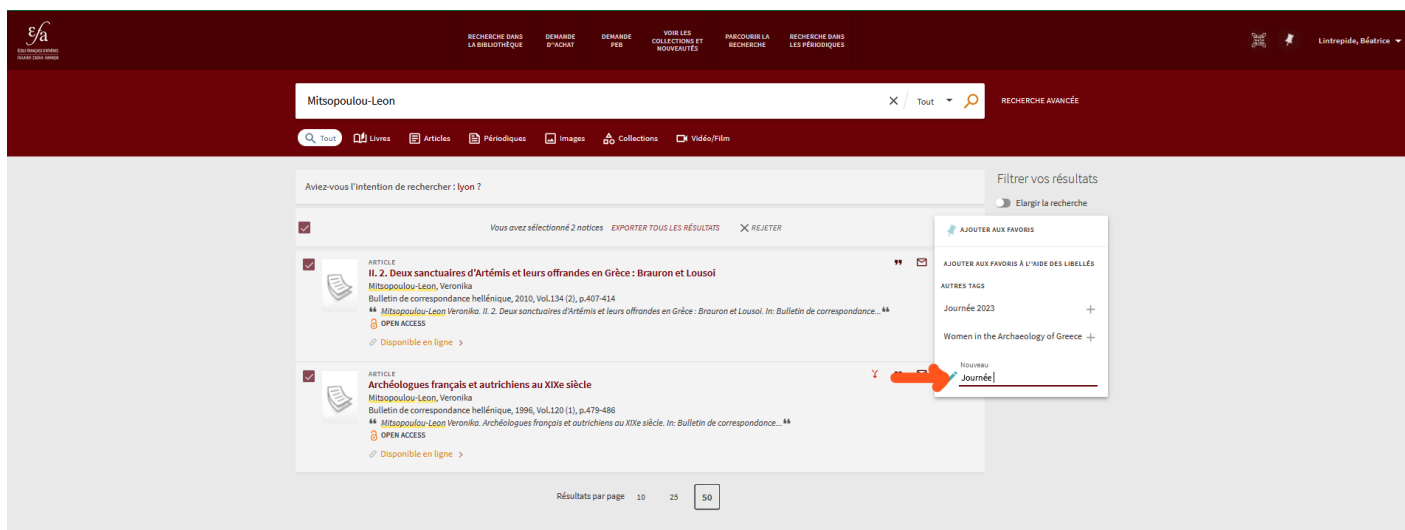 εfa
ÉCOLE FRANÇAISE D'ATHÈNES
ΓΑΛΛΙΚΗ ΣΧΟΛΗ ΑΘΗΝΩΝ
RECHERCHE DANS LA BIBLIOTHÈQUE
DEMANDE D''ACHAT
DEMANDE PEB
VOIR LES COLLECTIONS ET NOUVEAUTÉS
PARCOURIR LA RECHERCHE
RECHERCHE DANS LES PÉRIODIQUES
Lintrepide, Béatrice
Mitsopoulou-Leon
Tout
RECHERCHE AVANCÉE
Tout Livres Articles Périodiques Images Collections Vidéo/Film
Aviez-vous l'intention de rechercher : lyon ?
Filtrer vos résultats
Elargir la recherche
Vous avez sélectionné 2 notices EXPORTER TOUS LES RÉSULTATS REJETER
AJOUTER AUX FAVORIS
AJOUTER AUX FAVORIS À L''AIDE DES LIBELLÉS
AUTRES TAGS
Journée 2023
Women in the Archaeology of Greece
Nouveau
Journée
ARTICLE
II. 2. Deux sanctuaires d'Artémis et leurs offrandes en Grèce : Brauron et Lousoi
Mitsopoulou-Leon, Veronika
Bulletin de correspondance hellénique, 2010, Vol.134 (2), p.407-414
Mitsopoulou-Leon Veronika. II. 2. Deux sanctuaires d'Artémis et leurs offrandes en Grèce : Brauron et Lousoi. In: Bulletin de correspondance...
OPEN ACCESS
Disponible en ligne
ARTICLE
Archéologues français et autrichiens au XIXe siècle
Mitsopoulou-Leon, Veronika
Bulletin de correspondance hellénique, 1996, Vol.120 (1), p.479-486
Mitsopoulou-Leon Veronika. Archéologues français et autrichiens au XIXe siècle. In: Bulletin de correspondance...
OPEN ACCESS
Disponible en ligne
Résultats par page 10 25 50